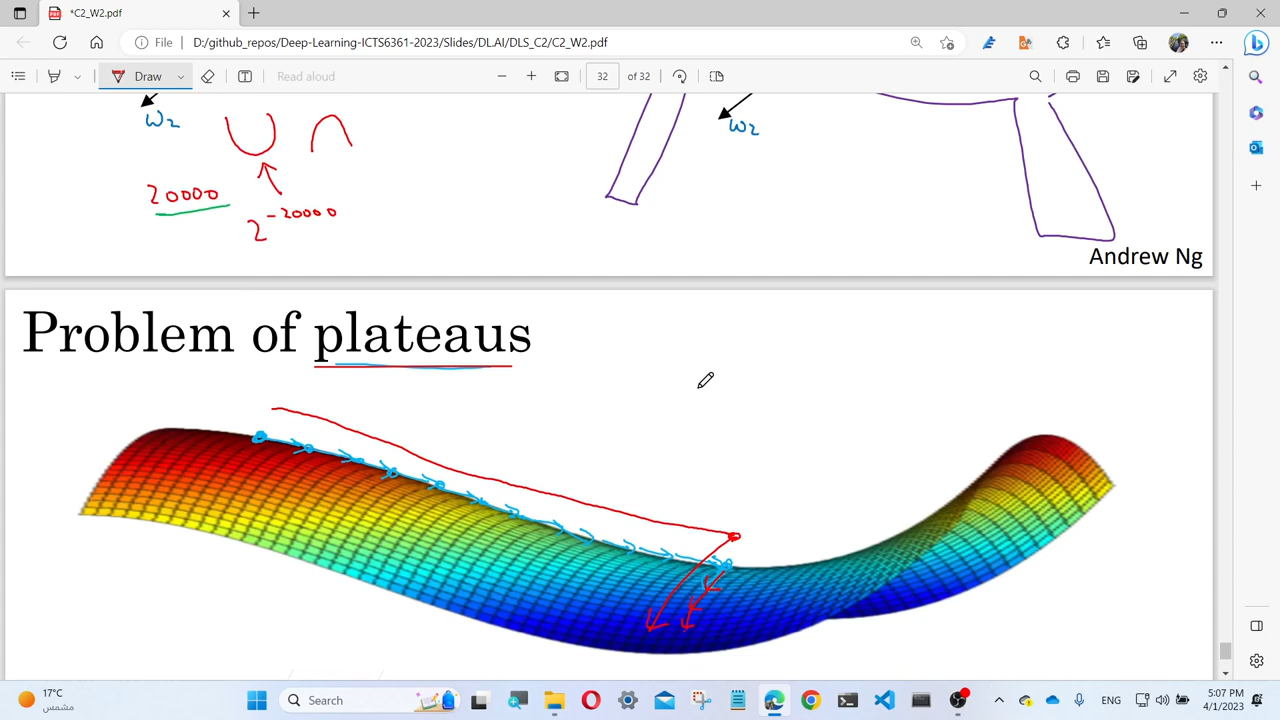 *C2_W2.pdf
File
D:/github_repos/Deep-Learning-ICTS6361-2023/Slides/DL.AI/DLS_C2/C2_W2.pdf
Draw
Read aloud
32 of 32
W2
W2
20000
2^-20000
Andrew Ng
Problem of plateaus
17°C
مشمس
Search
ENG
5:07 PM
4/1/2023